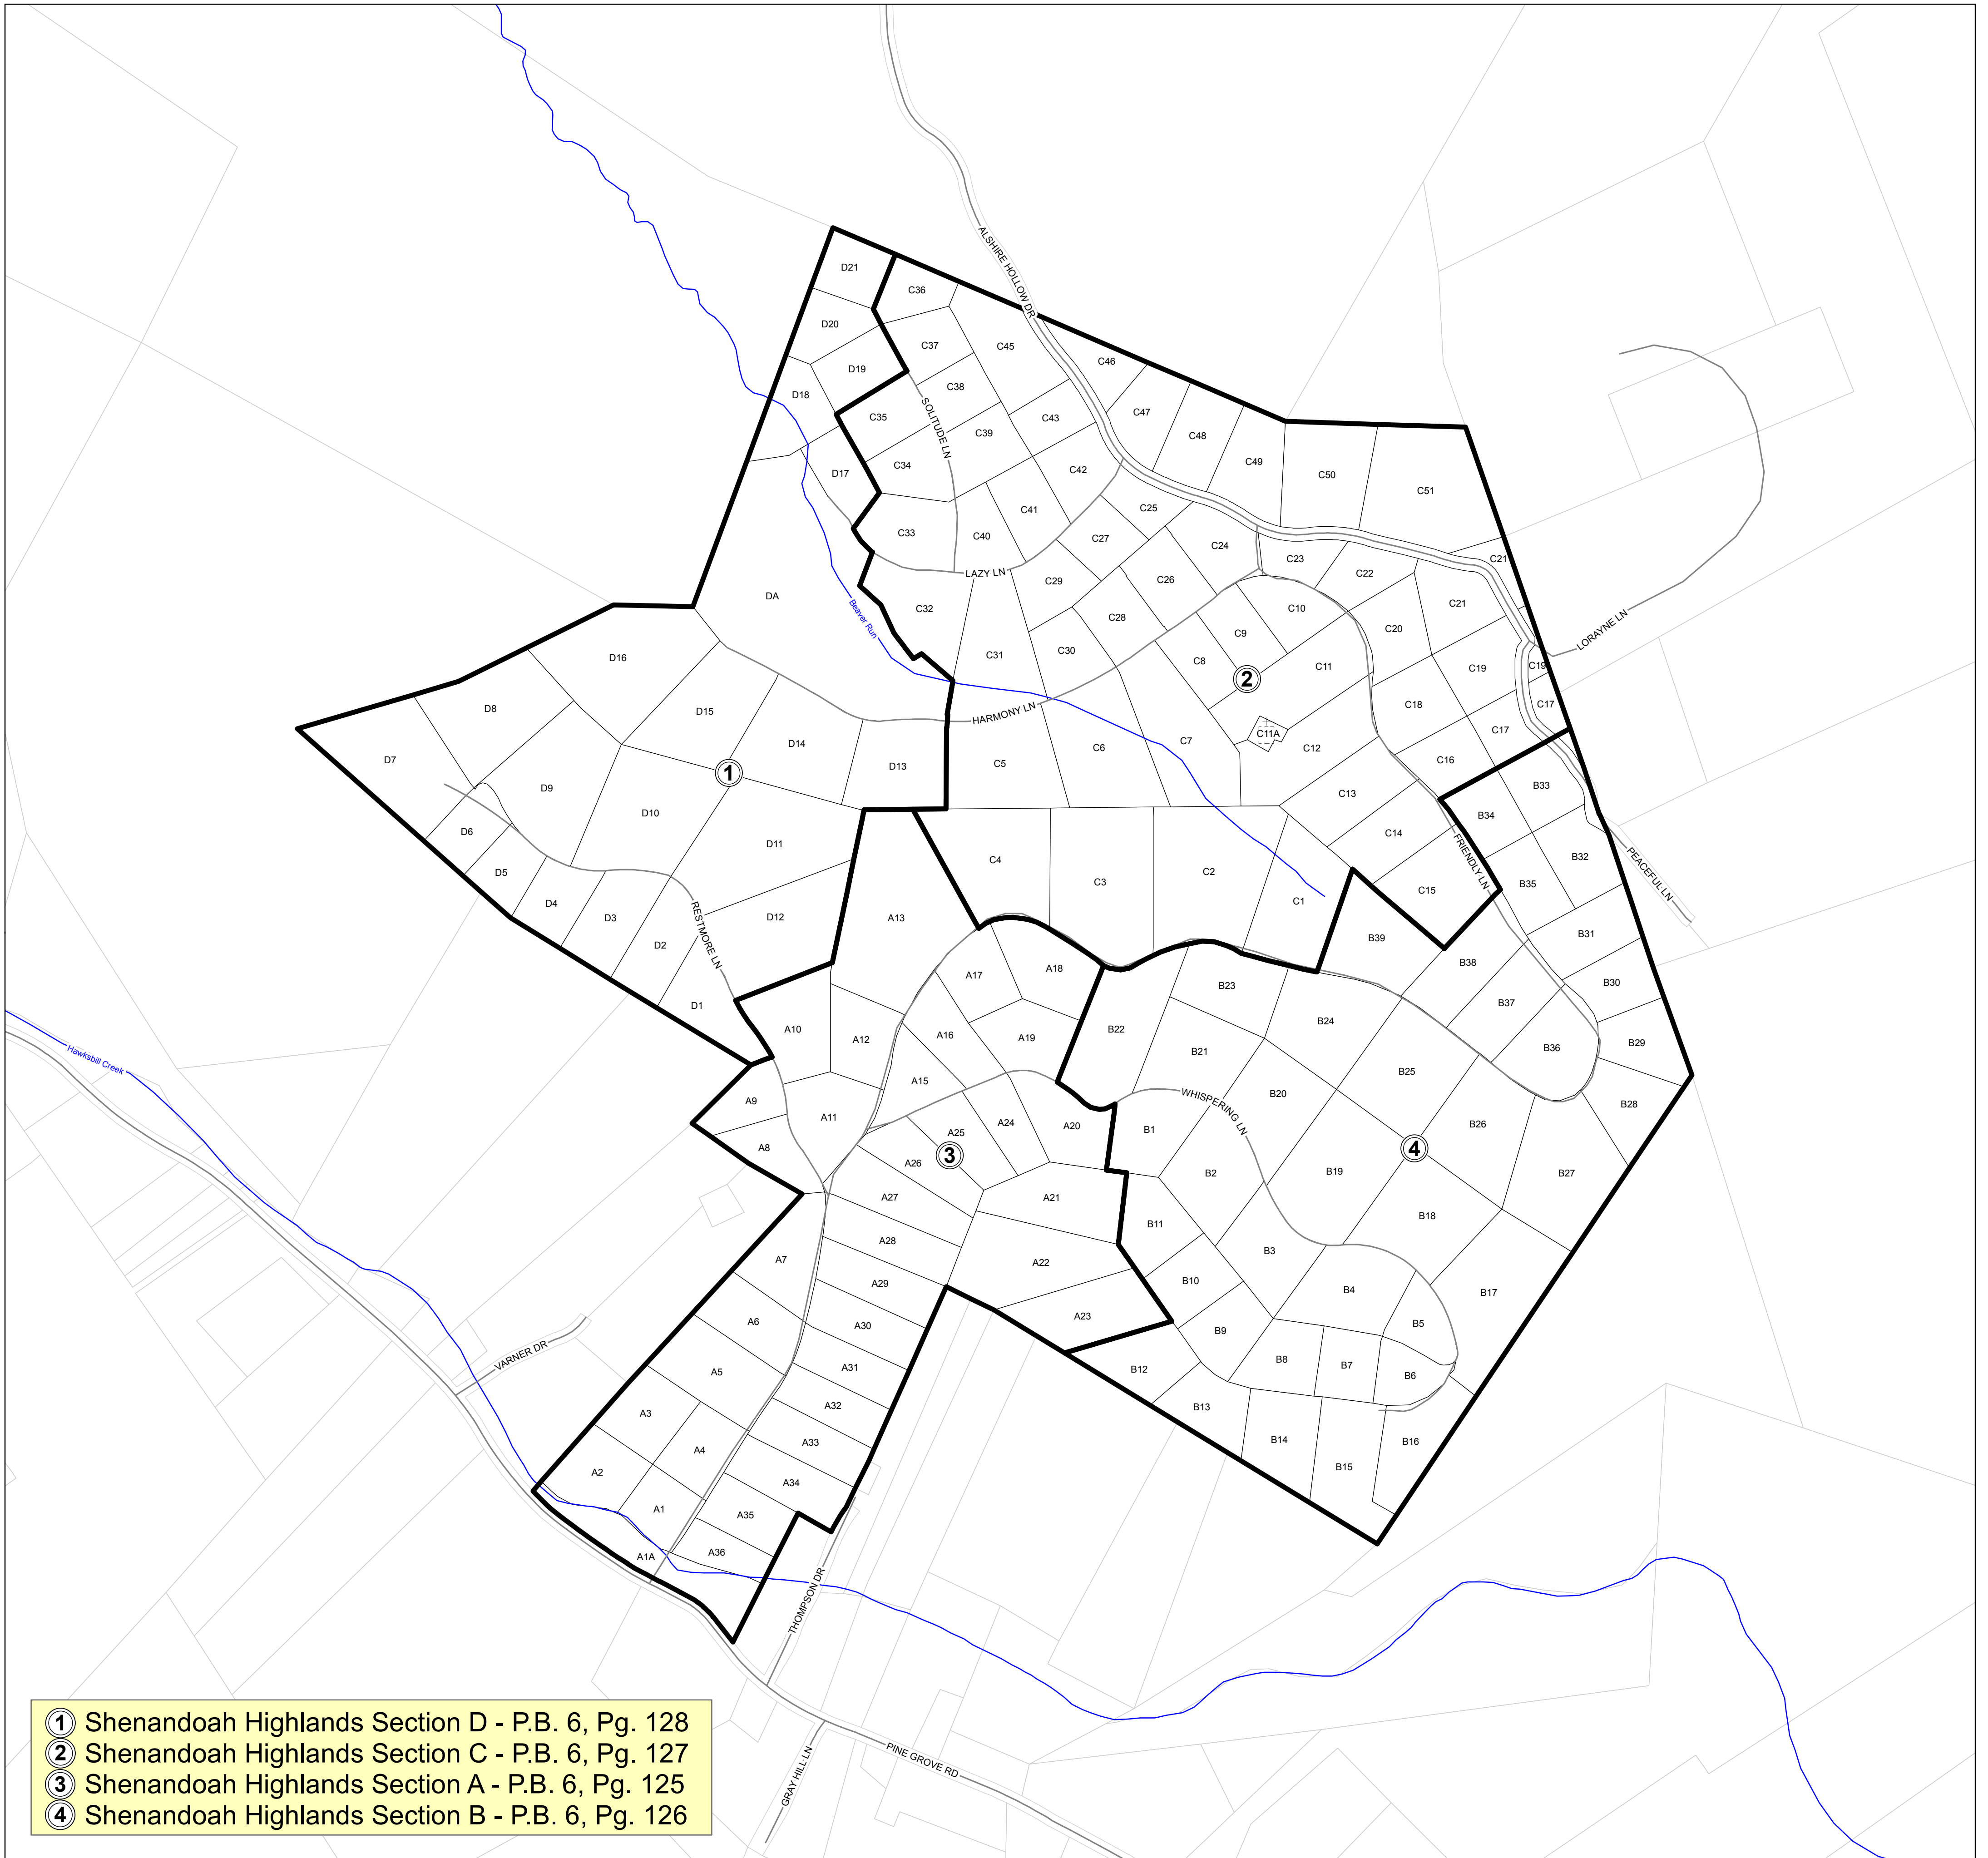 ALSHIRE HOLLOW DR
D21
C36
D20
C37
C45
C46
D19
C38
D18
C35
SOLITUDE LN
C47
C43
C39
C48
C34
C42
C49
C50
D17
C51
C41
C25
C33
C40
C27
C24
C23
C21
LAZY LN
C29
C26
C22
DA
Beaver Run
C32
C28
C10
C21
C20
C9
LORAYNE LN
C31
C30
C8
C11
C19
C19
D16
2
C18
C17
D8
D15
HARMONY LN
C17
C11A
D14
C6
C7
C12
D7
C5
C16
D13
1
B33
D9
C13
D10
B34
D6
C14
FRIENDLY LN
D11
C4
B32
PEACEFUL LN
D5
C3
C2
B35
C15
D4
D3
RESTMORE LN
D12
A13
C1
B31
D2
B39
B38
A18
A17
B30
B23
D1
B37
A10
B24
B22
A16
A12
A19
B29
B36
Hawksbill Creek
B21
B25
A15
B20
WHISPERING LN
A9
B28
A11
A24
A20
B1
B26
A25
A8
3
4
A26
B2
B19
B27
A27
A21
B18
B11
A28
B3
A7
A22
A29
B10
B4
B17
A6
A30
A23
B5
B9
VARNER DR
A31
B8
B7
A5
B12
B6
A32
A3
B13
A33
B14
B16
A4
B15
A2
A34
A1
A35
A36
A1A
THOMPSON DR
PINE GROVE RD
GRAY HILL LN
1 Shenandoah Highlands Section D - P.B. 6, Pg. 128
2 Shenandoah Highlands Section C - P.B. 6, Pg. 127
3 Shenandoah Highlands Section A - P.B. 6, Pg. 125
4 Shenandoah Highlands Section B - P.B. 6, Pg. 126